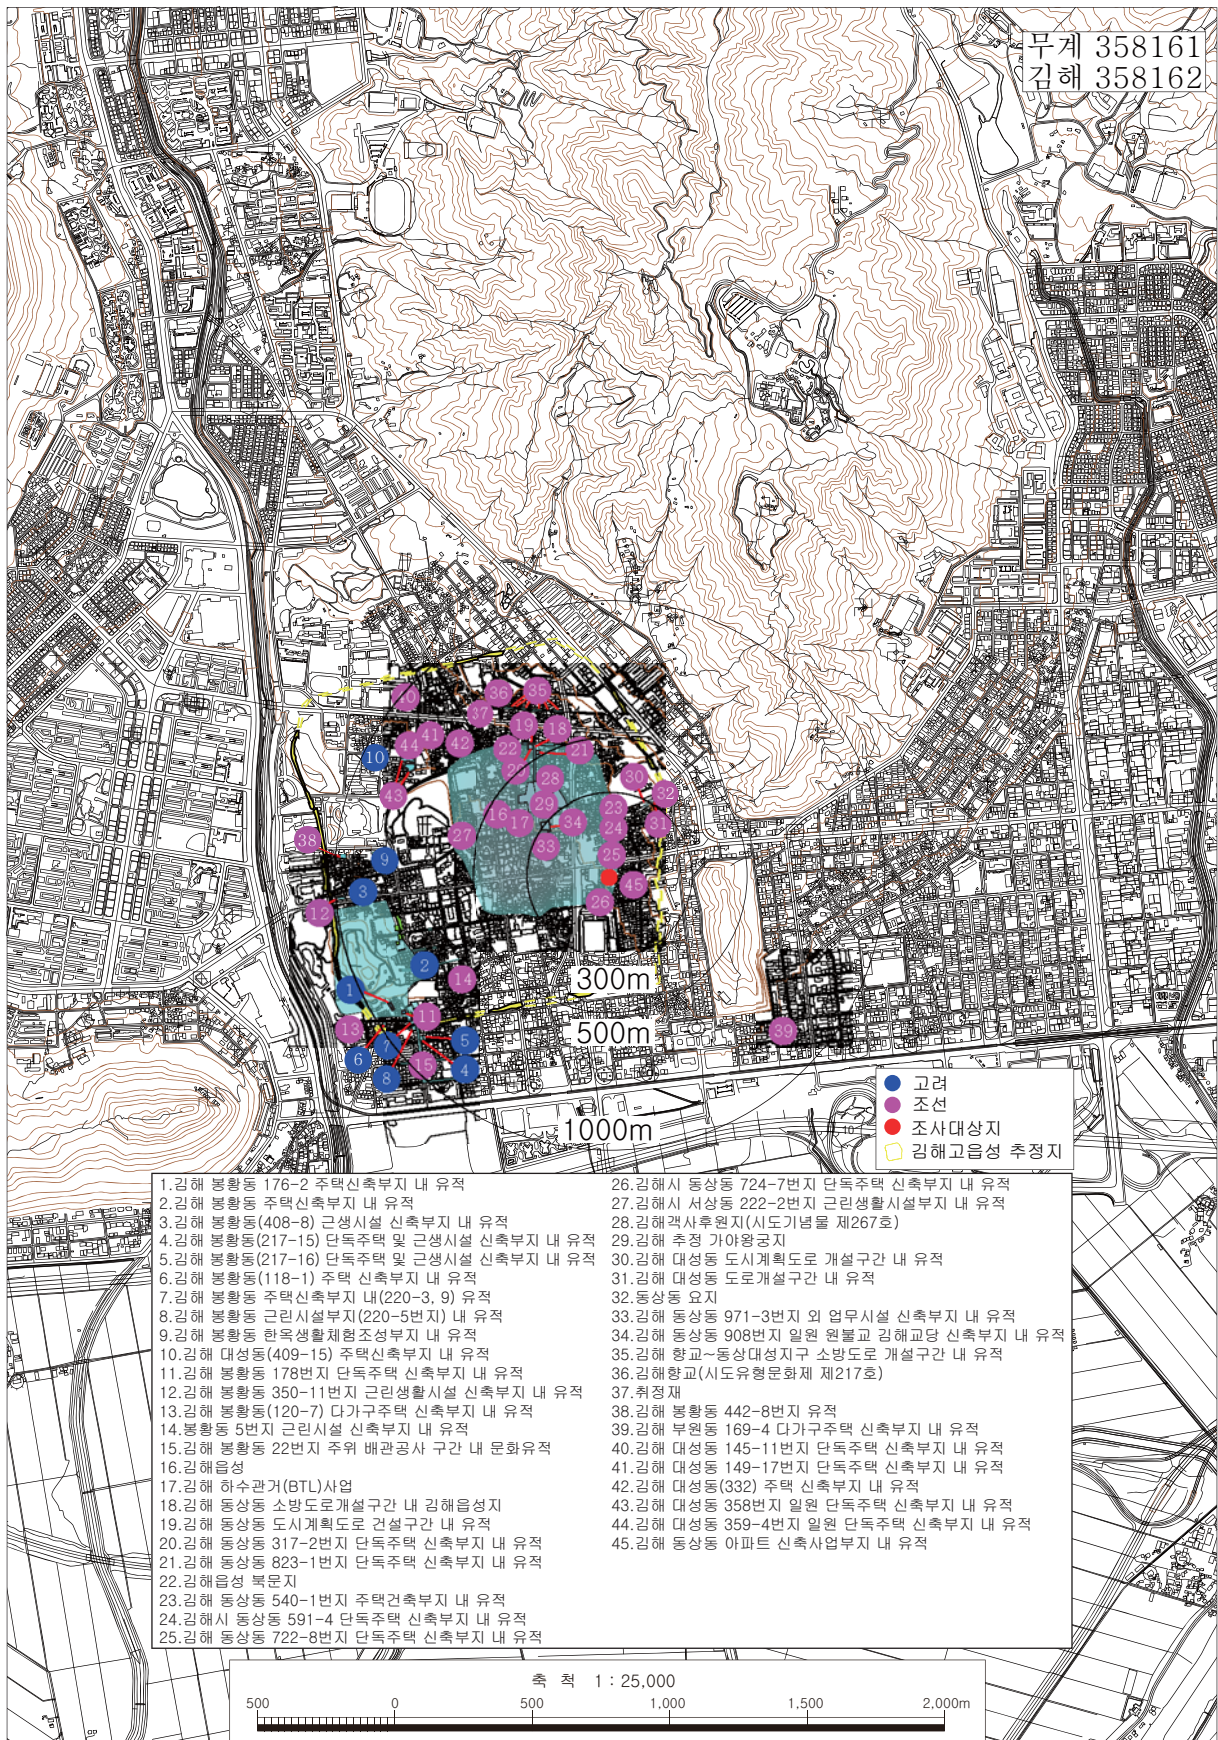 무계 358161
김해 358162
36
35
40
37
19
18
41
44
42
22
21
10
20
28
30
32
43
29
23
16
17
34
24
31
38
27
33
25
9
3
45
12
26
2
14
1
300m
11
13
500m
39
5
6
7
15
4
8
고려
조선
1000m
조사대상지
김해고읍성 추정지
1.김해 봉황동 176-2 주택신축부지 내 유적
2.김해 봉황동 주택신축부지 내 유적
3.김해 봉황동(408-8) 근생시설 신축부지 내 유적
4.김해 봉황동(217-15) 단독주택 및 근생시설 신축부지 내 유적
5.김해 봉황동(217-16) 단독주택 및 근생시설 신축부지 내 유적
6.김해 봉황동(118-1) 주택 신축부지 내 유적
7.김해 봉황동 주택신축부지 내(220-3, 9) 유적
8.김해 봉황동 근린시설부지(220-5번지) 내 유적
9.김해 봉황동 한옥생활체험조성부지 내 유적
10.김해 대성동(409-15) 주택신축부지 내 유적
11.김해 봉황동 178번지 단독주택 신축부지 내 유적
12.김해 봉황동 350-11번지 근린생활시설 신축부지 내 유적
13.김해 봉황동(120-7) 다가구주택 신축부지 내 유적
14.봉황동 5번지 근린시설 신축부지 내 유적
15.김해 봉황동 22번지 주위 배관공사 구간 내 문화유적
16.김해읍성
17.김해 하수관거(BTL)사업
18.김해 동상동 소방도로개설구간 내 김해읍성지
19.김해 동상동 도시계획도로 건설구간 내 유적
20.김해 동상동 317-2번지 단독주택 신축부지 내 유적
21.김해 동상동 823-1번지 단독주택 신축부지 내 유적
22.김해읍성 북문지
23.김해 동상동 540-1번지 주택건축부지 내 유적
24.김해시 동상동 591-4 단독주택 신축부지 내 유적
25.김해 동상동 722-8번지 단독주택 신축부지 내 유적
26.김해시 동상동 724-7번지 단독주택 신축부지 내 유적
27.김해시 서상동 222-2번지 근린생활시설부지 내 유적
28.김해객사후원지(시도기념물 제267호)
29.김해 추정 가야왕궁지
30.김해 대성동 도시계획도로 개설구간 내 유적
31.김해 대성동 도로개설구간 내 유적
32.동상동 요지
33.김해 동상동 971-3번지 외 업무시설 신축부지 내 유적
34.김해 동상동 908번지 일원 원불교 김해교당 신축부지 내 유적
35.김해 향교~동상대성지구 소방도로 개설구간 내 유적
36.김해향교(시도유형문화제 제217호)
37.취정재
38.김해 봉황동 442-8번지 유적
39.김해 부원동 169-4 다가구주택 신축부지 내 유적
40.김해 대성동 145-11번지 단독주택 신축부지 내 유적
41.김해 대성동 149-17번지 단독주택 신축부지 내 유적
42.김해 대성동(332) 주택 신축부지 내 유적
43.김해 대성동 358번지 일원 단독주택 신축부지 내 유적
44.김해 대성동 359-4번지 일원 단독주택 신축부지 내 유적
45.김해 동상동 아파트 신축사업부지 내 유적
축 척 1:25,000
500 0 500 1,000 1,500 2,000m